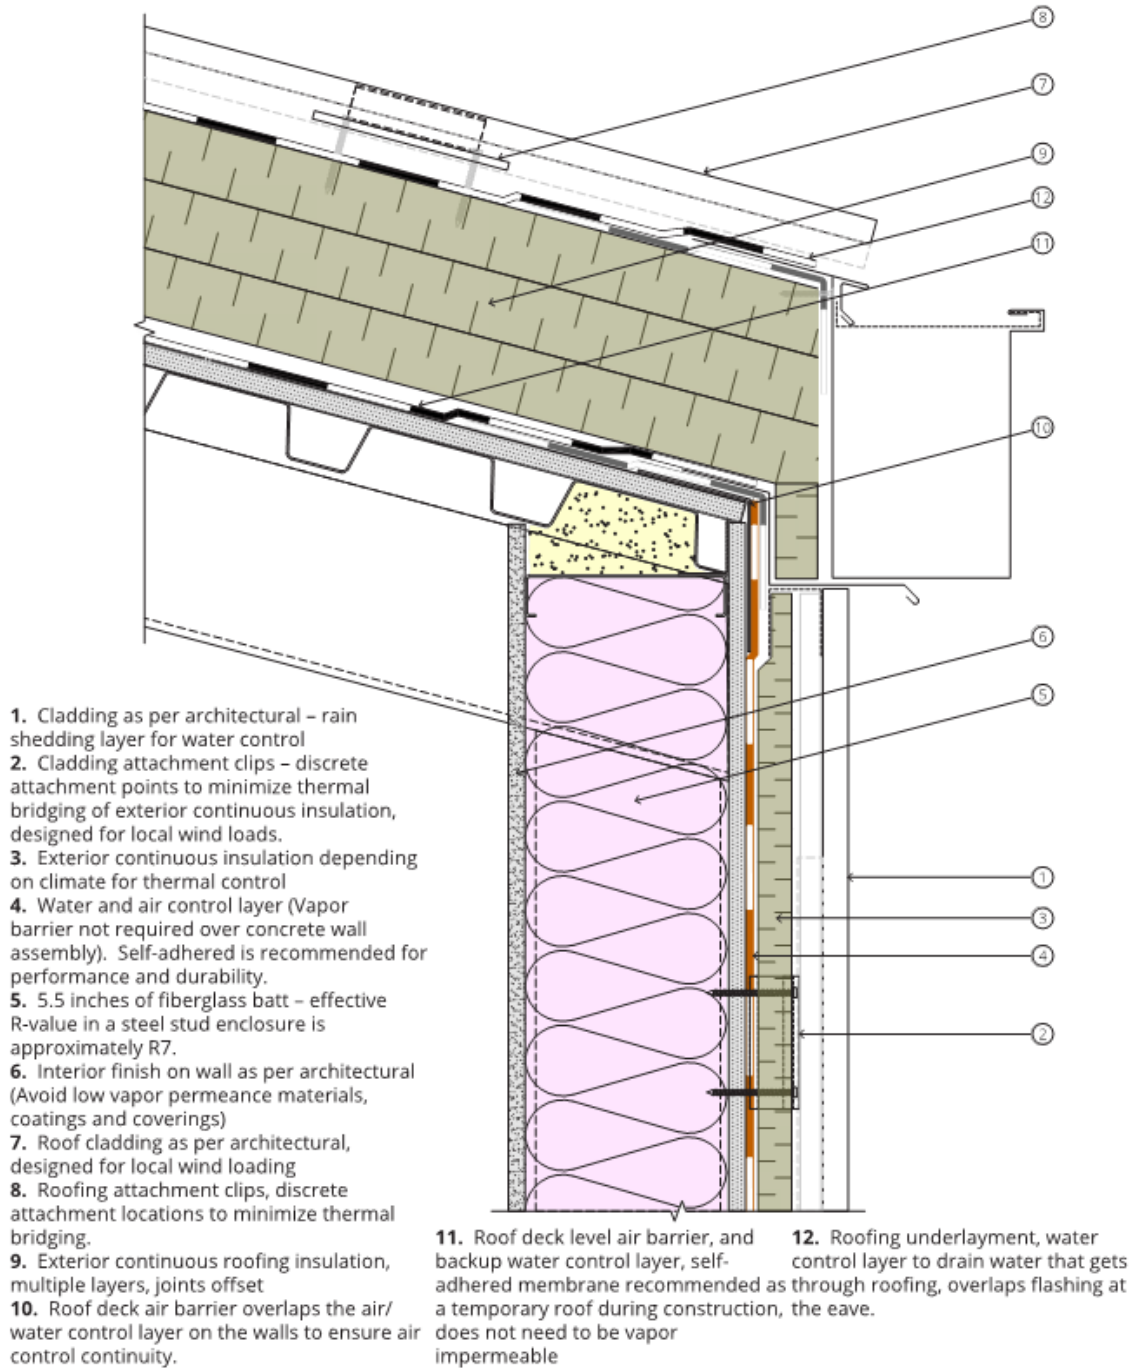 8
7
9
12
11
10
6
5
1
3
4
2
1. Cladding as per architectural – rain
shedding layer for water control
2. Cladding attachment clips – discrete
attachment points to minimize thermal
bridging of exterior continuous insulation,
designed for local wind loads.
3. Exterior continuous insulation depending
on climate for thermal control
4. Water and air control layer (Vapor
barrier not required over concrete wall
assembly). Self-adhered is recommended for
performance and durability.
5. 5.5 inches of fiberglass batt – effective
R-value in a steel stud enclosure is
approximately R7.
6. Interior finish on wall as per architectural
(Avoid low vapor permeance materials,
coatings and coverings)
7. Roof cladding as per architectural,
designed for local wind loading
8. Roofing attachment clips, discrete
attachment locations to minimize thermal
bridging.
9. Exterior continuous roofing insulation,
multiple layers, joints offset
10. Roof deck air barrier overlaps the air/
water control layer on the walls to ensure air
control continuity.
11. Roof deck level air barrier, and
backup water control layer, self-
adhered membrane recommended as
a temporary roof during construction,
does not need to be vapor
impermeable
12. Roofing underlayment, water
control layer to drain water that gets
through roofing, overlaps flashing at
the eave.